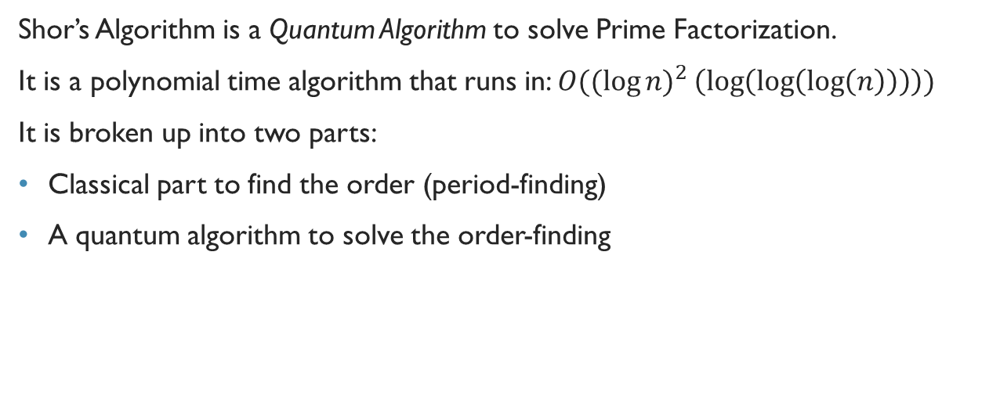 Shor’s Algorithm is a Quantum Algorithm to solve Prime Factorization.
It is a polynomial time algorithm that runs in: O((log n)² (log(log(log(n)))))
It is broken up into two parts:
• Classical part to find the order (period-finding)
• A quantum algorithm to solve the order-finding